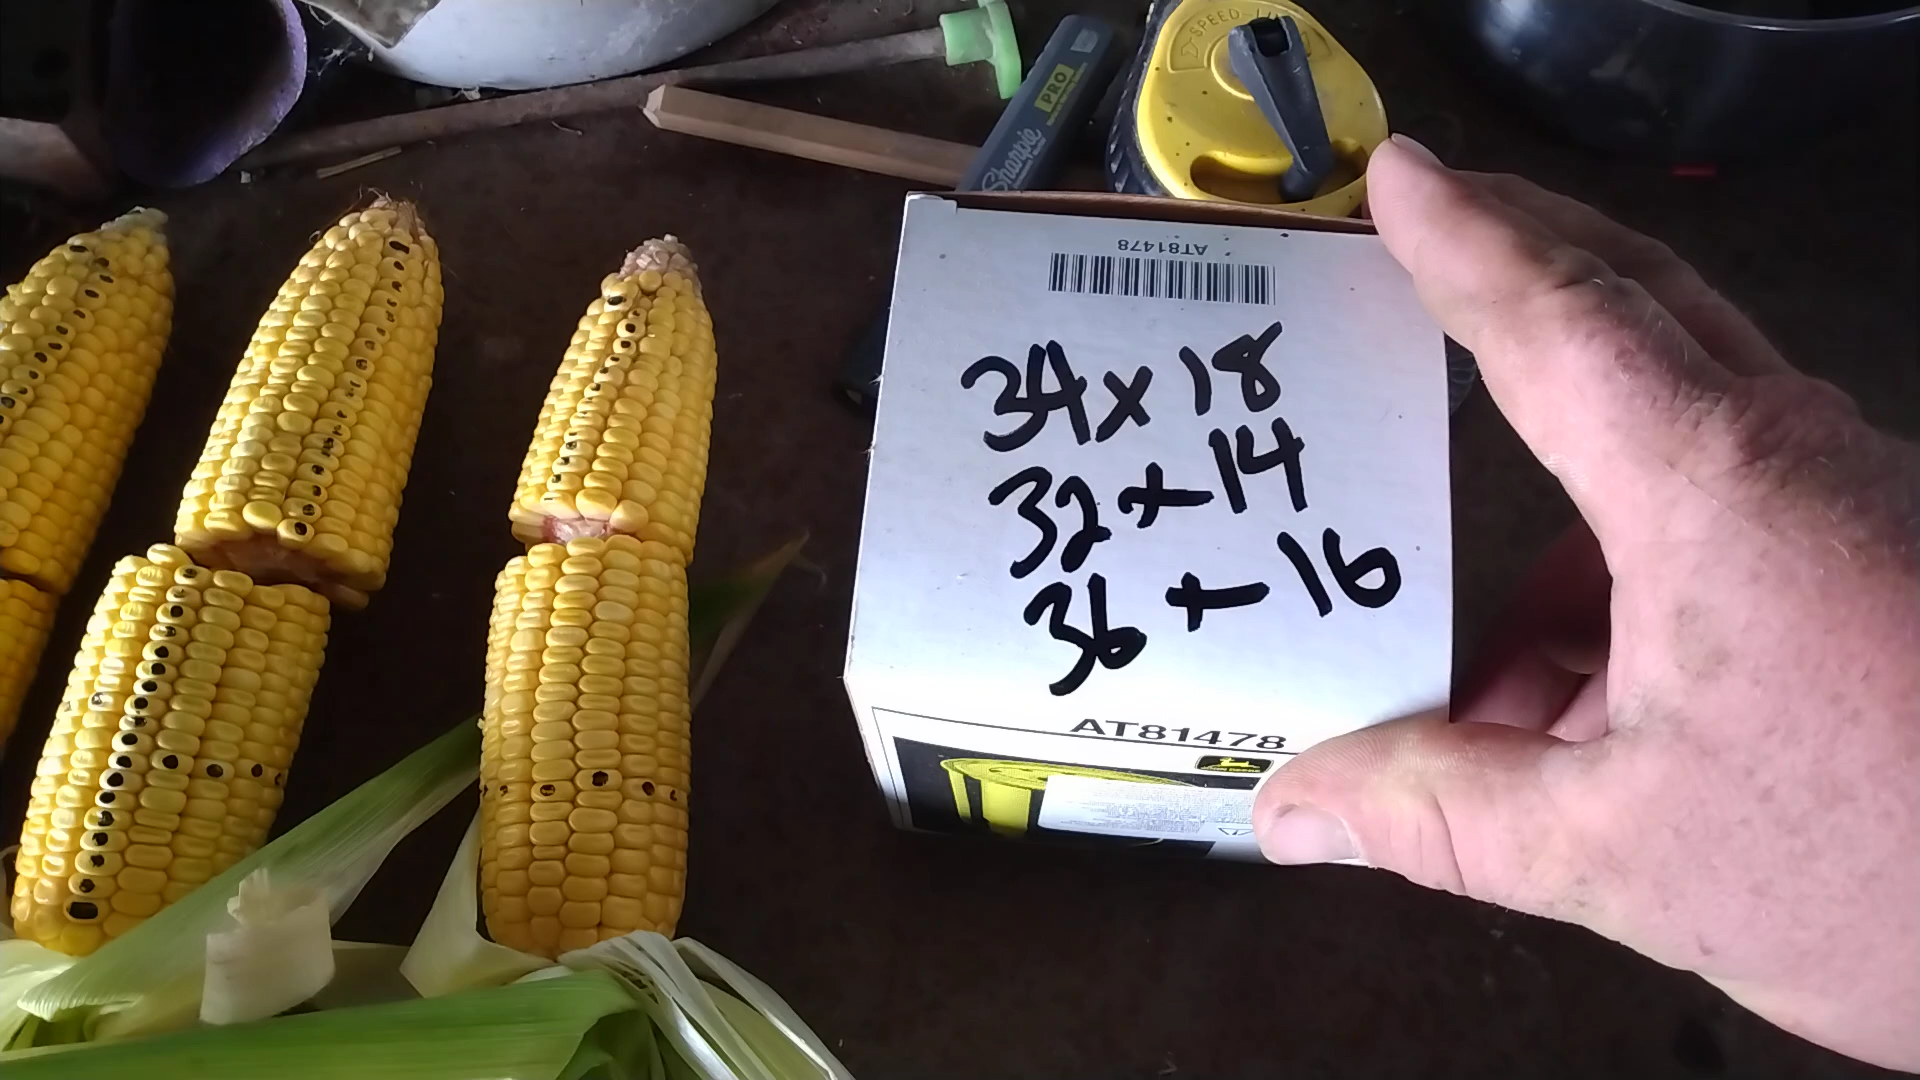 SPEED-
PRO
Sharpie
AT81478
34 x 18
32 x 14
36 x 16
AT81478